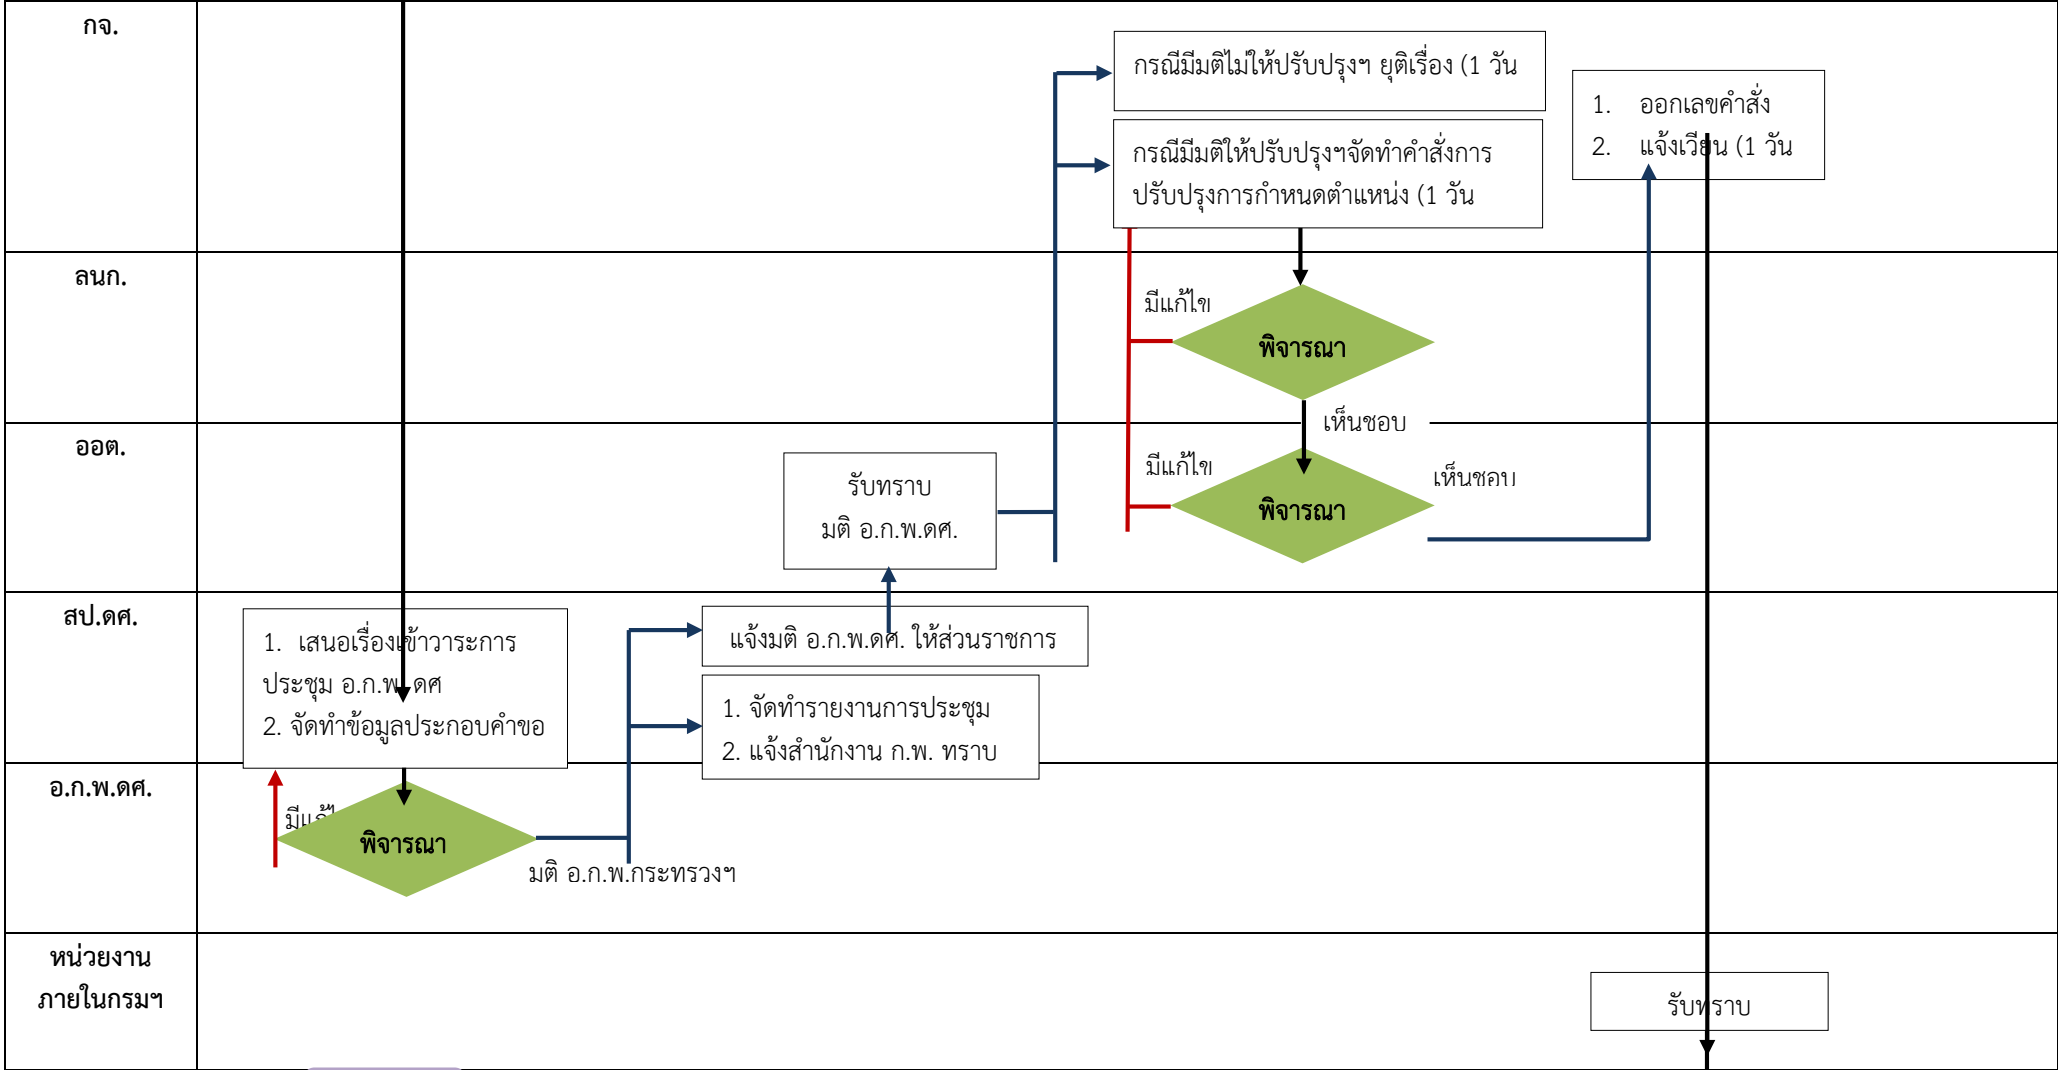 กจ.
กรณีมีมติไม่ให้ปรับปรุงฯ ยุติเรื่อง (1 วัน
กรณีมีมติให้ปรับปรุงฯจัดทำคำสั่งการ
ปรับปรุงการกำหนดตำแหน่ง (1 วัน
1. ออกเลขคำสั่ง
2. แจ้งเวียน (1 วัน
ลนก.
มีแก้ไข
พิจารณา
เห็นชอบ
ออต.
รับทราบ
มติ อ.ก.พ.ดศ.
มีแก้ไข
พิจารณา
เห็นชอบ
สป.ดศ.
1. เสนอเรื่องเข้าวาระการ
ประชุม อ.ก.พ. ดศ
2. จัดทำข้อมูลประกอบคำขอ
แจ้งมติ อ.ก.พ.ดศ. ให้ส่วนราชการ
1. จัดทำรายงานการประชุม
2. แจ้งสำนักงาน ก.พ. ทราบ
อ.ก.พ.ดศ.
พิจารณา
มติ อ.ก.พ.กระทรวงฯ
หน่วยงาน
ภายในกรมฯ
รับทราบ